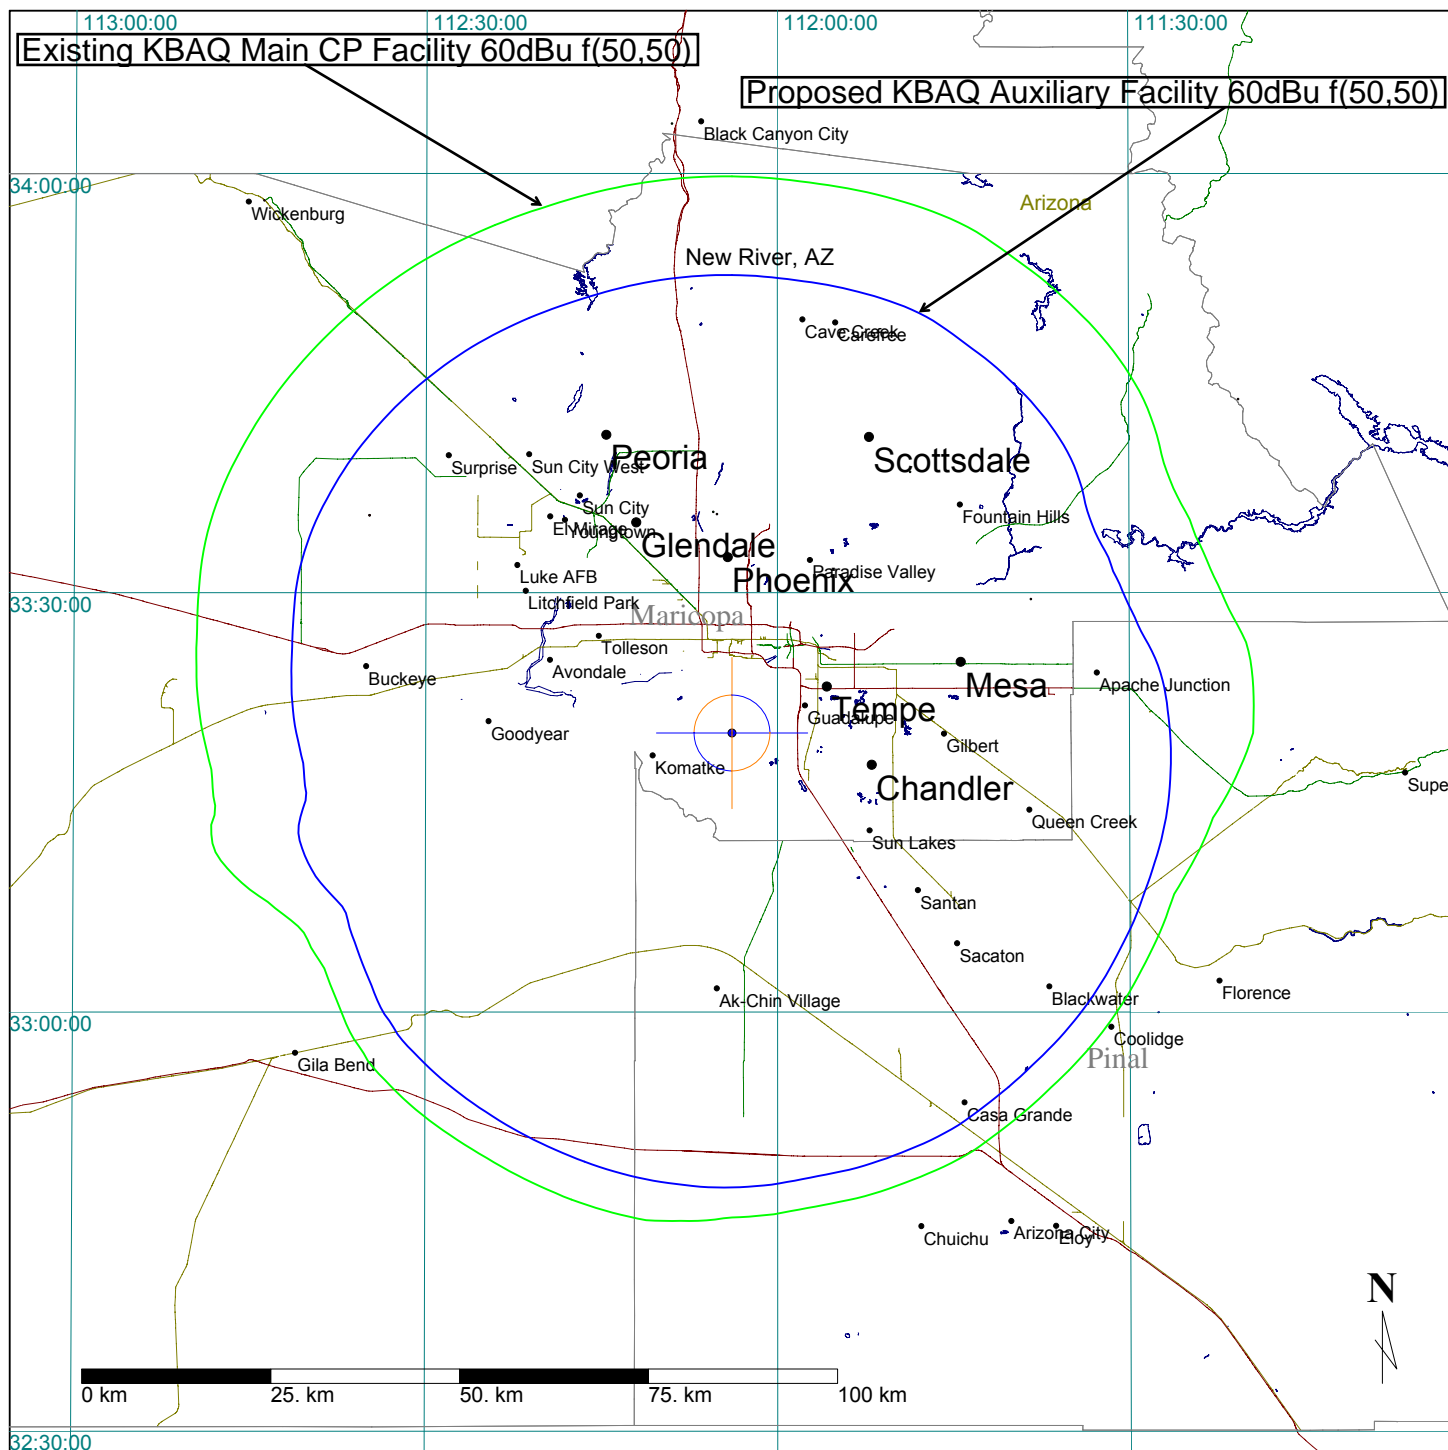 113:00:00
112:30:00
112:00:00
111:30:00
Existing KBAQ Main CP Facility 60dBu f(50,50)
Proposed KBAQ Auxiliary Facility 60dBu f(50,50)
Black Canyon City
34:00:00
Wickenburg
Arizona
New River, AZ
Cave Creek
Carefree
Peoria
Scottsdale
Surprise
Sun City West
Sun City
Fountain Hills
El Mirage
Youngtown
Glendale
Phoenix
Paradise Valley
Luke AFB
Litchfield Park
33:30:00
Maricopa
Tolleson
Avondale
Buckeye
Mesa
Apache Junction
Tempe
Guadalupe
Goodyear
Gilbert
Komatke
Chandler
Supe
Queen Creek
Sun Lakes
Santan
Sacaton
Ak-Chin Village
Blackwater
Florence
33:00:00
Coolidge
Pinal
Gila Bend
Casa Grande
Chuichu
Arizona City
Eloy
N
0 km
25. km
50. km
75. km
100 km
32:30:00